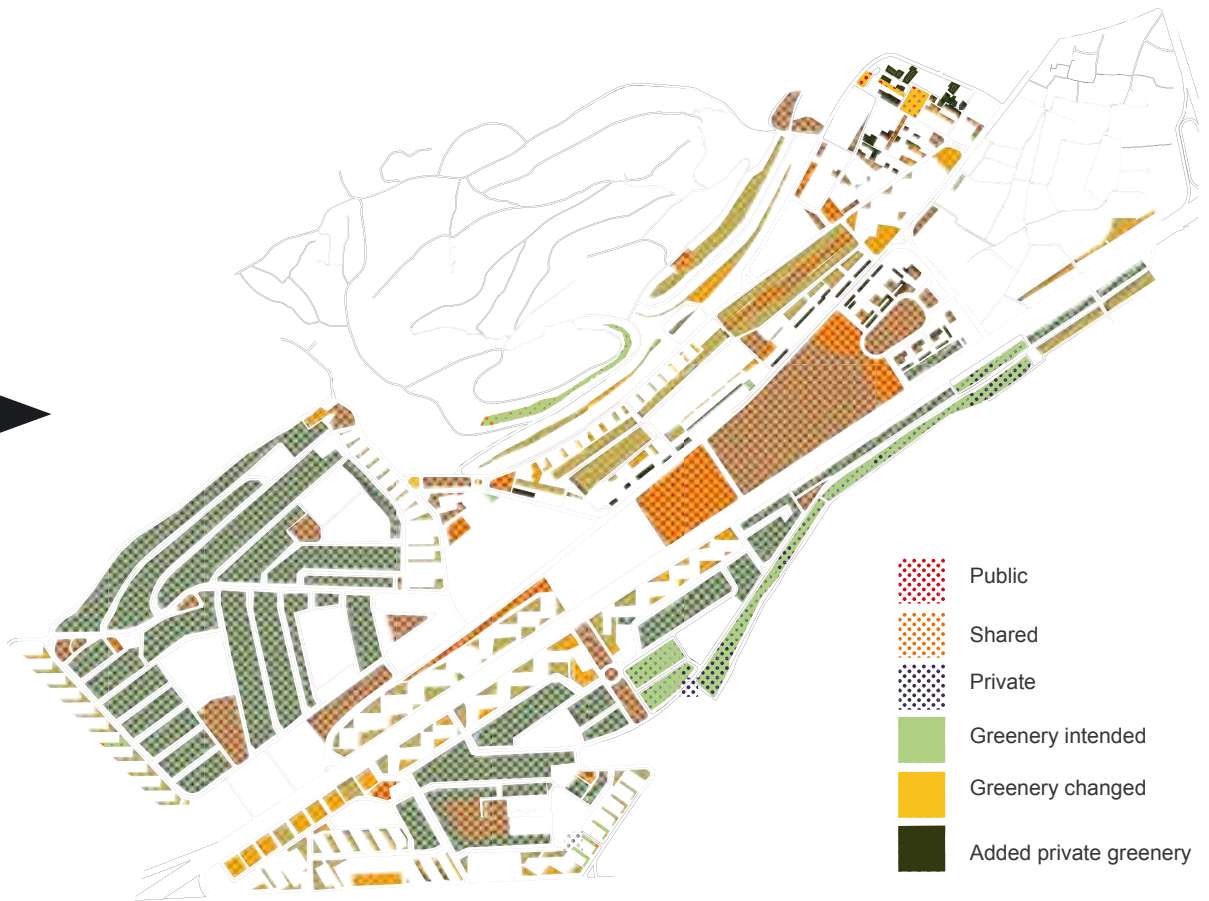 Public
Shared
Private
Greenery intended
Greenery changed
Added private greenery